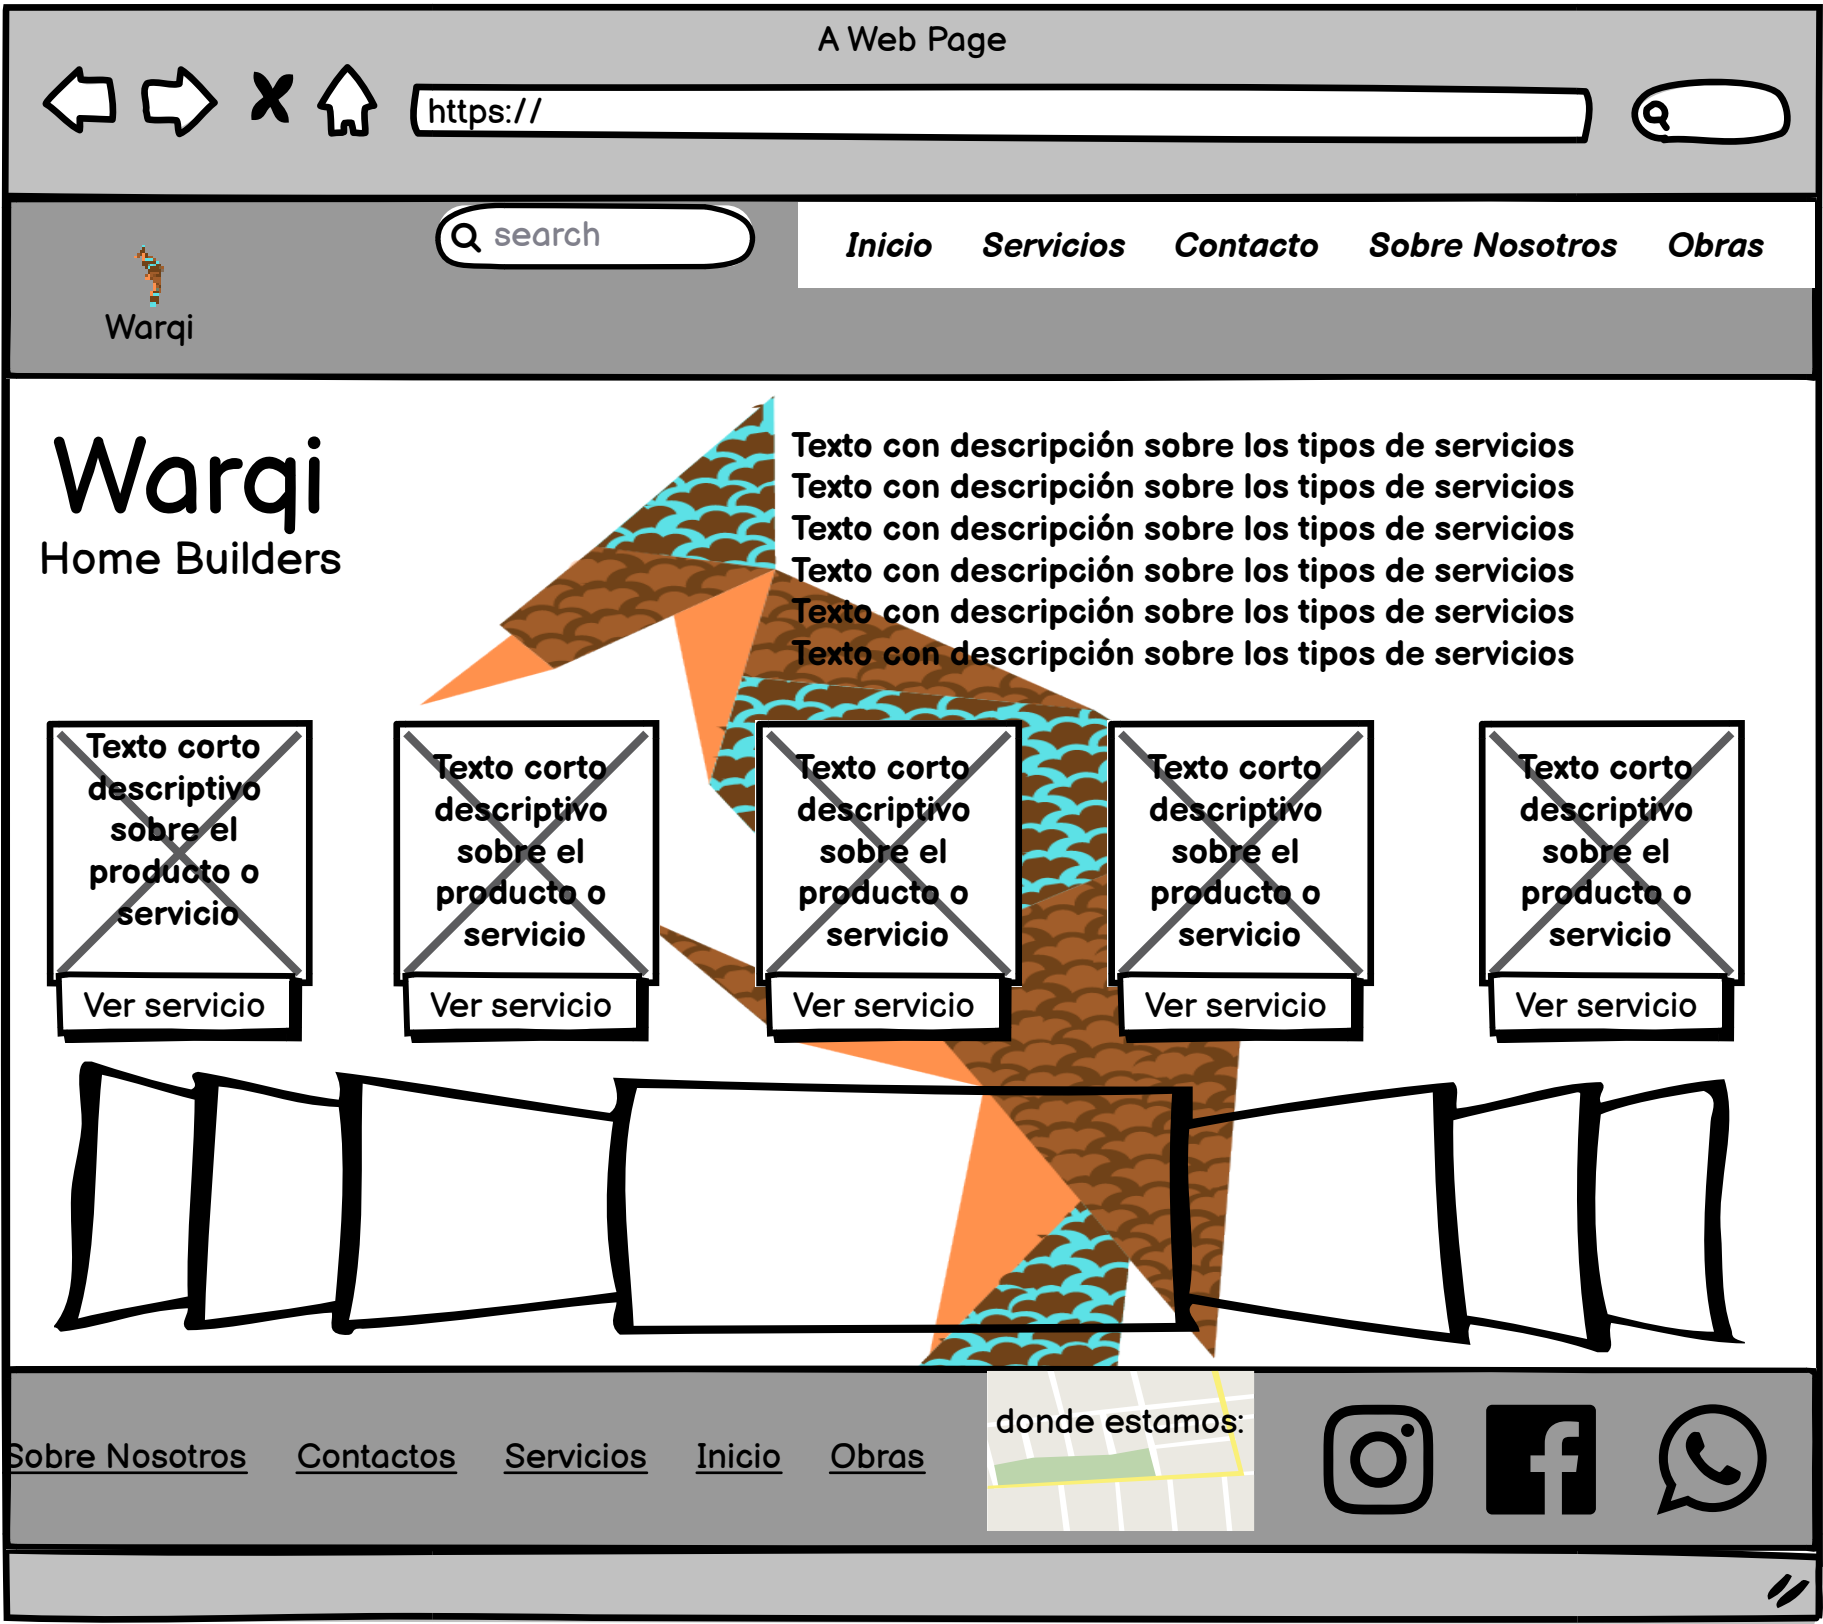 A Web Page
https://
search
Inicio Servicios Contacto Sobre Nosotros Obras
Warqi
Warqi
Home Builders
Texto con descripción sobre los tipos de servicios
Texto con descripción sobre los tipos de servicios
Texto con descripción sobre los tipos de servicios
Texto con descripción sobre los tipos de servicios
Texto con descripción sobre los tipos de servicios
Texto con descripción sobre los tipos de servicios
Texto corto
descriptivo
sobre el
producto o
servicio
Ver servicio
Texto corto
descriptivo
sobre el
producto o
servicio
Ver servicio
Texto corto
descriptivo
sobre el
producto o
servicio
Ver servicio
Texto corto
descriptivo
sobre el
producto o
servicio
Ver servicio
Texto corto
descriptivo
sobre el
producto o
servicio
Ver servicio
Sobre Nosotros Contactos Servicios Inicio Obras
donde estamos: